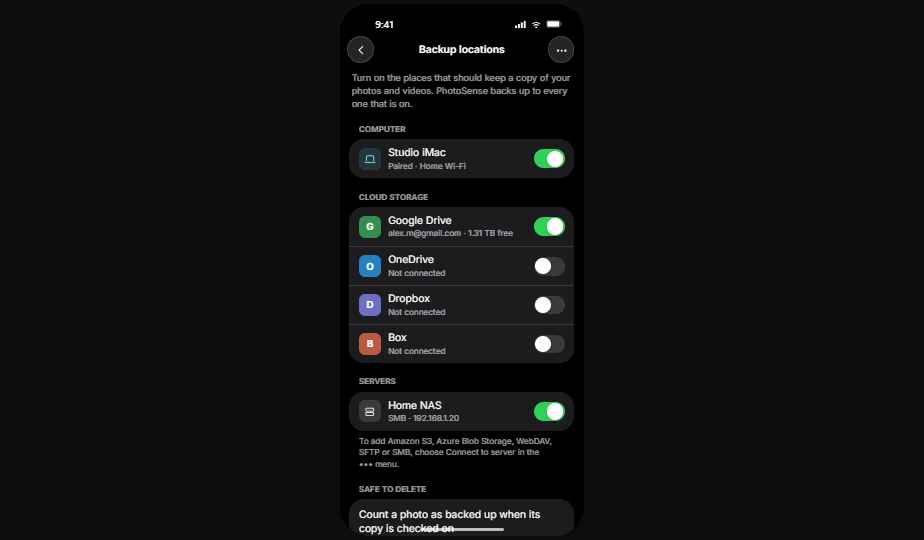 9:41
Backup locations
Turn on the places that should keep a copy of your
photos and videos. PhotoSense backs up to every
one that is on.
COMPUTER
Studio iMac
Paired · Home Wi-Fi
CLOUD STORAGE
G
Google Drive
alex.m@gmail.com · 1.31 TB free
O
OneDrive
Not connected
D
Dropbox
Not connected
B
Box
Not connected
SERVERS
Home NAS
SMB · 192.168.1.20
To add Amazon S3, Azure Blob Storage, WebDAV,
SFTP or SMB, choose Connect to server in the
••• menu.
SAFE TO DELETE
Count a photo as backed up when its
copy is checked on